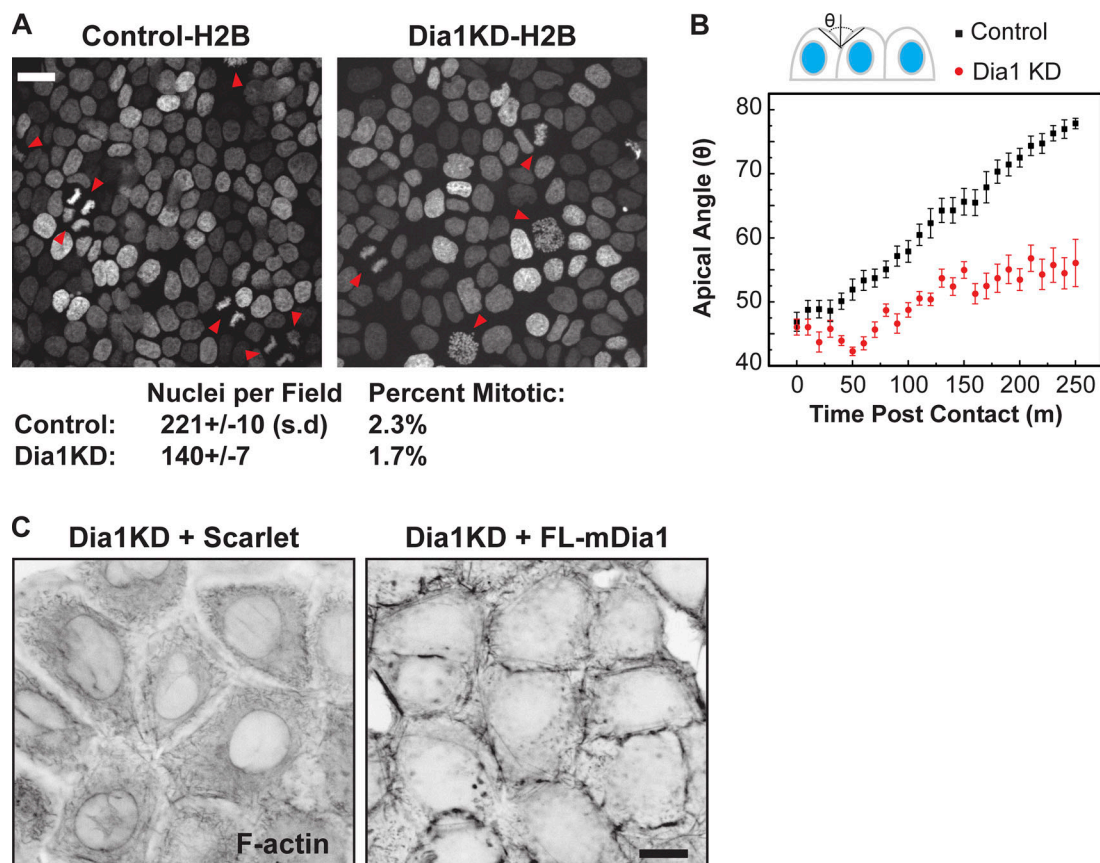 A
Control-H2B
Dia1KD-H2B
Nuclei per Field
Percent Mitotic:
Control:
221+/-10 (s.d)
2.3%
Dia1KD:
140+/-7
1.7%
B
θ
Control
Dia1 KD
80
70
60
50
40
Apical Angle (θ)
0
50
100
150
200
250
Time Post Contact (m)
C
Dia1KD + Scarlet
Dia1KD + FL-mDia1
F-actin